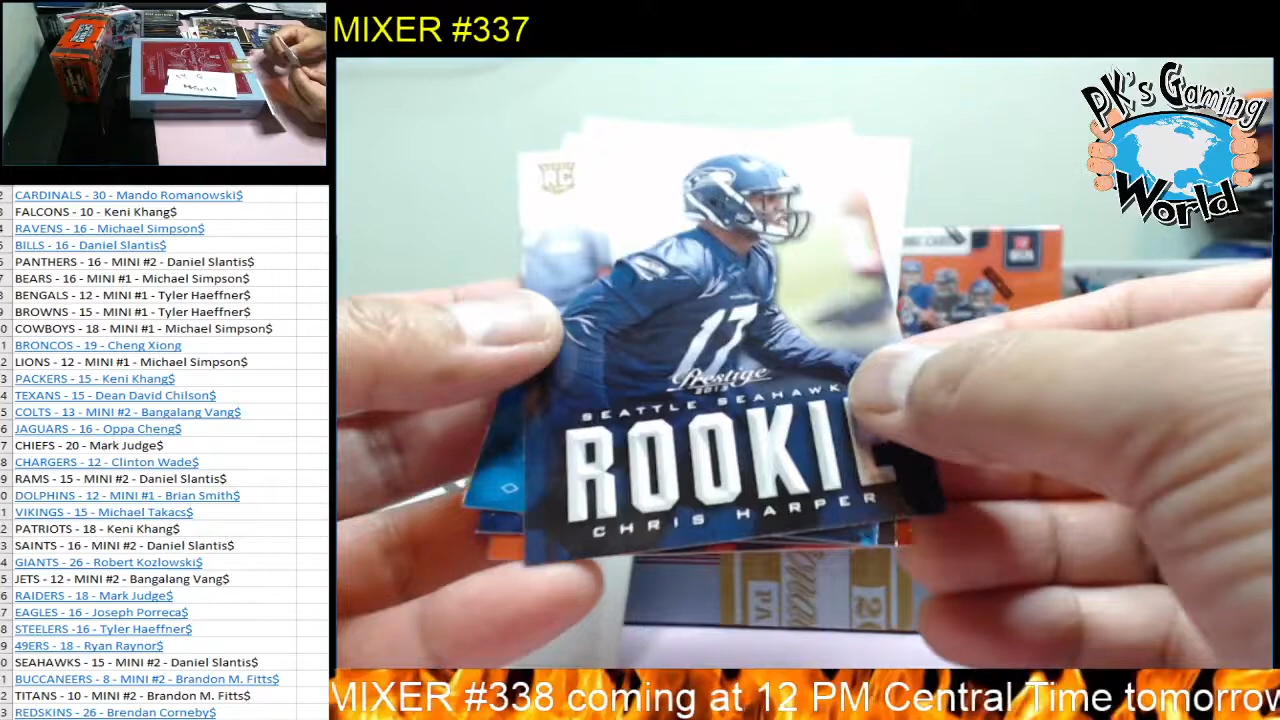 MIXER #337
PK's Gaming
World
CARDINALS - 30 - Mando Romanowski$
FALCONS - 10 - Keni Khang$
RAVENS - 16 - Michael Simpson$
BILLS - 16 - Daniel Slantis$
PANTHERS - 16 - MINI #2 - Daniel Slantis$
BEARS - 16 - MINI #1 - Michael Simpson$
BENGALS - 12 - MINI #1 - Tyler Haeffner$
BROWNS - 15 - MINI #1 - Tyler Haeffner$
COWBOYS - 18 - MINI #1 - Michael Simpson$
BRONCOS - 19 - Cheng Xiong
LIONS - 12 - MINI #1 - Michael Simpson$
PACKERS - 15 - Keni Khang$
TEXANS - 15 - Dean David Chilson$
COLTS - 13 - MINI #2 - Bangalang Vang$
JAGUARS - 16 - Oppa Cheng$
CHIEFS - 20 - Mark Judge$
CHARGERS - 12 - Clinton Wade$
RAMS - 15 - MINI #2 - Daniel Slantis$
DOLPHINS - 12 - MINI #1 - Brian Smith$
VIKINGS - 15 - Michael Takacs$
PATRIOTS - 18 - Keni Khang$
SAINTS - 16 - MINI #2 - Daniel Slantis$
GIANTS - 26 - Robert Kozlowski$
JETS - 12 - MINI #2 - Bangalang Vang$
RAIDERS - 18 - Mark Judge$
EAGLES - 16 - Joseph Porreca$
STEELERS -16 - Tyler Haeffner$
49ERS - 18 - Ryan Raynor$
SEAHAWKS - 15 - MINI #2 - Daniel Slantis$
BUCCANEERS - 8 - MINI #2 - Brandon M. Fitts$
TITANS - 10 - MINI #2 - Brandon M. Fitts$
REDSKINS - 26 - Brendan Corneby$
RC
17
Prestige
2013
SEATTLE SEAHAWK
ROOKIE
CHRIS HARPER
MIXER #338 coming at 12 PM Central Time tomorrow